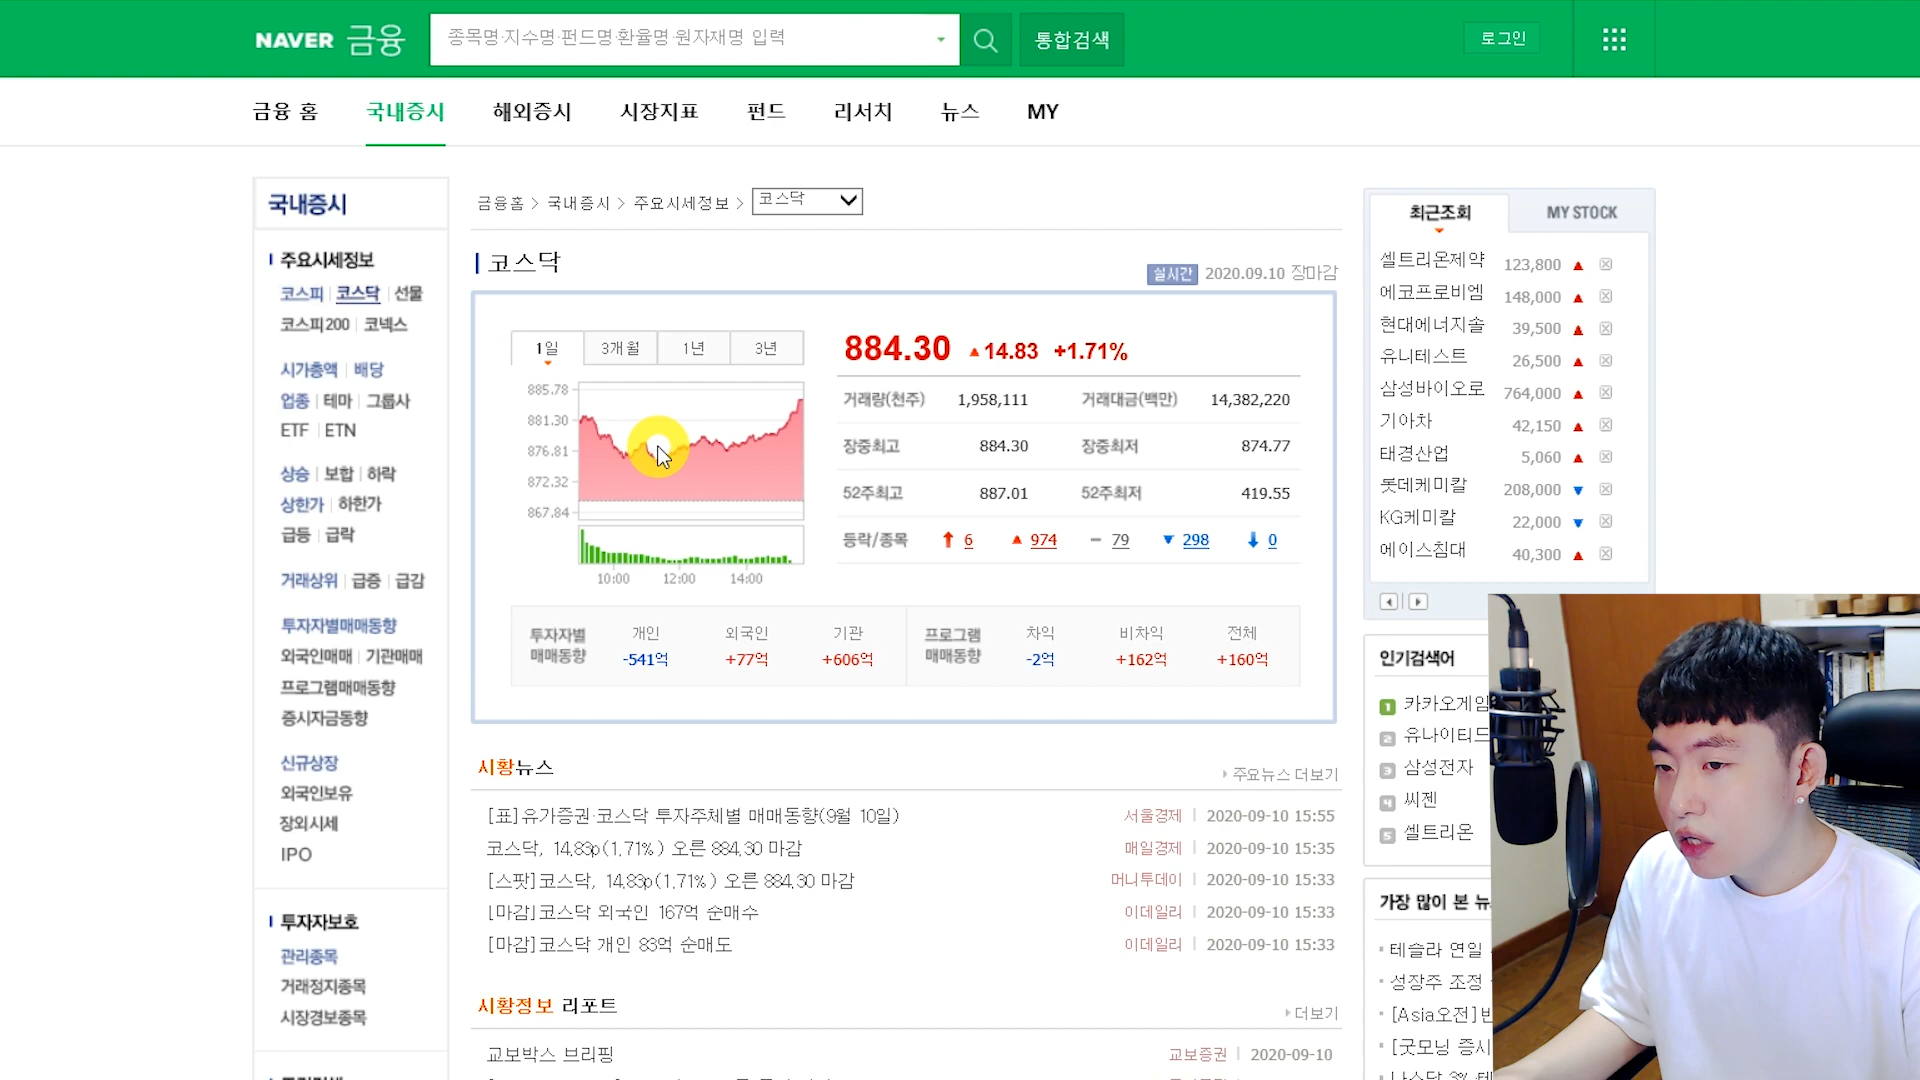 NAVER 금융
종목명·지수명·펀드명·환율명·원자재명 입력
통합검색
로그인
금융 홈 국내증시 해외증시 시장지표 펀드 리서치 뉴스 MY
국내증시
주요시세정보
코스피 코스닥 선물
코스피200 코넥스
시가총액 배당
업종 테마 그룹사
ETF ETN
상승 보합 하락
상한가 하한가
급등 급락
거래상위 급증 급감
투자자별매매동향
외국인매매 기관매매
프로그램매매동향
증시자금동향
신규상장
외국인보유
장외시세
IPO
투자자보호
관리종목
거래정지종목
시장경보종목
금융홈 > 국내증시 > 주요시세정보 > 코스닥
코스닥
실시간 2020.09.10 장마감
1일 3개월 1년 3년
885.78
881.30
876.81
872.32
867.84
10:00 12:00 14:00
884.30 ▲14.83 +1.71%
거래량(천주) 1,958,111 거래대금(백만) 14,382,220
장중최고 884.30 장중최저 874.77
52주최고 887.01 52주최저 419.55
등락/종목 6 974 79 298 0
투자자별 매매동향
개인 외국인 기관
-541억 +77억 +606억
프로그램 매매동향
차익 비차익 전체
-2억 +162억 +160억
시황뉴스
주요뉴스 더보기
[표]유가증권·코스닥 투자주체별 매매동향(9월 10일) 서울경제 2020-09-10 15:55
코스닥, 14.83p(1.71%) 오른 884.30 마감 매일경제 2020-09-10 15:35
[스팟]코스닥, 14.83p(1.71%) 오른 884.30 마감 머니투데이 2020-09-10 15:33
[마감]코스닥 외국인 167억 순매수 이데일리 2020-09-10 15:33
[마감]코스닥 개인 83억 순매도 이데일리 2020-09-10 15:33
시황정보 리포트
더보기
교보박스 브리핑 교보증권 2020-09-10
최근조회 MY STOCK
셀트리온제약 123,800 ▲
에코프로비엠 148,000 ▲
현대에너지솔 39,500 ▲
유니테스트 26,500 ▲
삼성바이오로 764,000 ▲
기아차 42,150 ▲
태경산업 5,060 ▲
롯데케미칼 208,000 ▼
KG케미칼 22,000 ▼
에이스침대 40,300 ▲
인기검색어
1 카카오게임
2 유나이티드
3 삼성전자
4 씨젠
5 셀트리온
가장 많이 본 뉴
테슬라 연일
성장주 조정
[Asia오전]
[굿모닝 증시